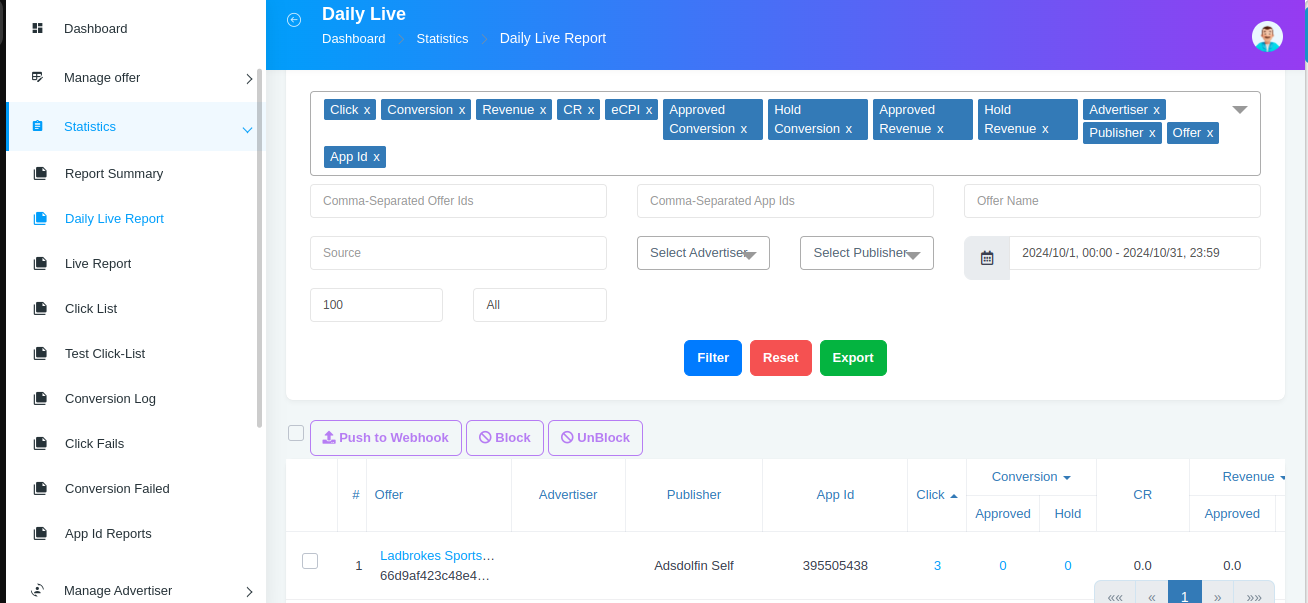 Dashboard
Manage offer
Statistics
Report Summary
Daily Live Report
Live Report
Click List
Test Click-List
Conversion Log
Click Fails
Conversion Failed
App Id Reports
Manage Advertiser
Daily Live
Dashboard > Statistics > Daily Live Report
Click x Conversion x Revenue x CR x eCPI x Approved Conversion x Hold Conversion x Approved Revenue x Hold Revenue x Advertiser x
Publisher x Offer x
App Id x
Comma-Separated Offer Ids Comma-Separated App Ids Offer Name
Source Select Advertiser Select Publisher 2024/10/1, 00:00 - 2024/10/31, 23:59
100 All
Filter Reset Export
Push to Webhook Block UnBlock
# Offer Advertiser Publisher App Id Click Conversion CR Revenue
Approved Hold Approved
1 Ladbrokes Sports… Adsdolfin Self 395505438 3 0 0 0.0 0.0
66d9af423c48e4…
«« « 1 » »»